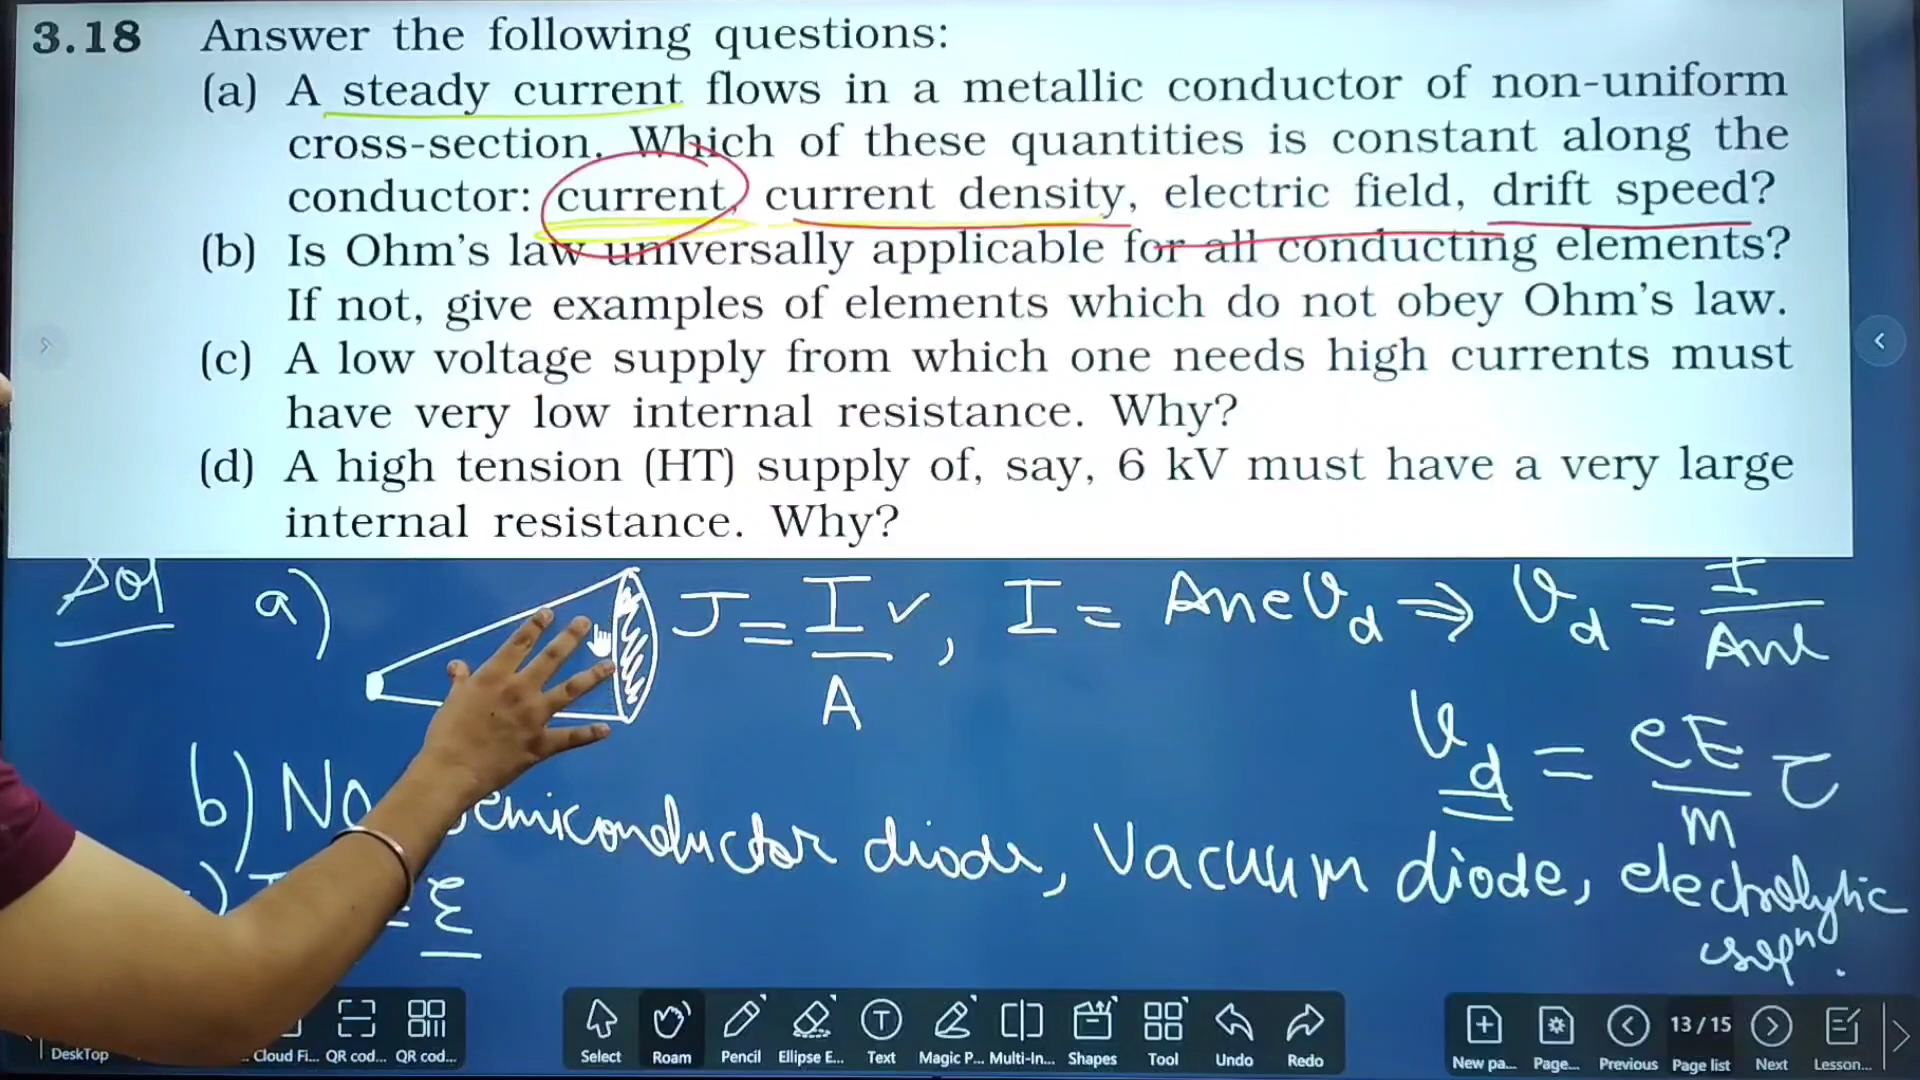 3.18 Answer the following questions:
(a) A steady current flows in a metallic conductor of non-uniform
cross-section. Which of these quantities is constant along the
conductor: current, current density, electric field, drift speed?
(b) Is Ohm's law universally applicable for all conducting elements?
If not, give examples of elements which do not obey Ohm's law.
(c) A low voltage supply from which one needs high currents must
have very low internal resistance. Why?
(d) A high tension (HT) supply of, say, 6 kV must have a very large
internal resistance. Why?
Sol a) J = I/A , I = AneVd ⇒ Vd = I/Ane
Vd = eE/m τ
b) No
Semiconductor diode, Vacuum diode, electrolytic
= ε
DeskTop
Cloud Fi...
QR cod...
QR cod...
Select
Roam
Pencil
Ellipse E...
Text
Magic P...
Multi-In...
Shapes
Tool
Undo
Redo
New pa...
Page...
Previous
13/15
Page list
Next
Lesson...